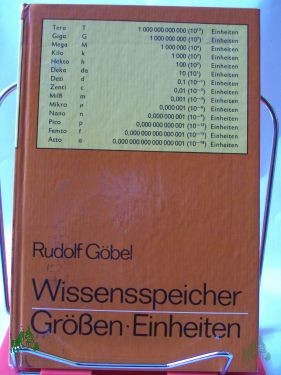 Tera T 1 000 000 000 000 (10¹²) Einheiten
Giga G 1 000 000 000 (10⁹) Einheiten
Mega M 1 000 000 (10⁶) Einheiten
Kilo k 1 000 (10³) Einheiten
Hekto h 100 (10²) Einheiten
Deka da 10 (10¹) Einheiten
Dezi d 0,1 (10⁻¹) Einheiten
Zenti c 0,01 (10⁻²) Einheiten
Milli m 0,001 (10⁻³) Einheiten
Mikro µ 0,000 001 (10⁻⁶) Einheiten
Nano n 0,000 000 001 (10⁻⁹) Einheiten
Piko p 0,000 000 000 001 (10⁻¹²) Einheiten
Femto f 0,000 000 000 000 001 (10⁻¹⁵) Einheiten
Atto a 0,000 000 000 000 000 001 (10⁻¹⁸) Einheiten
Rudolf Göbel
Wissensspeicher
Größen·Einheiten